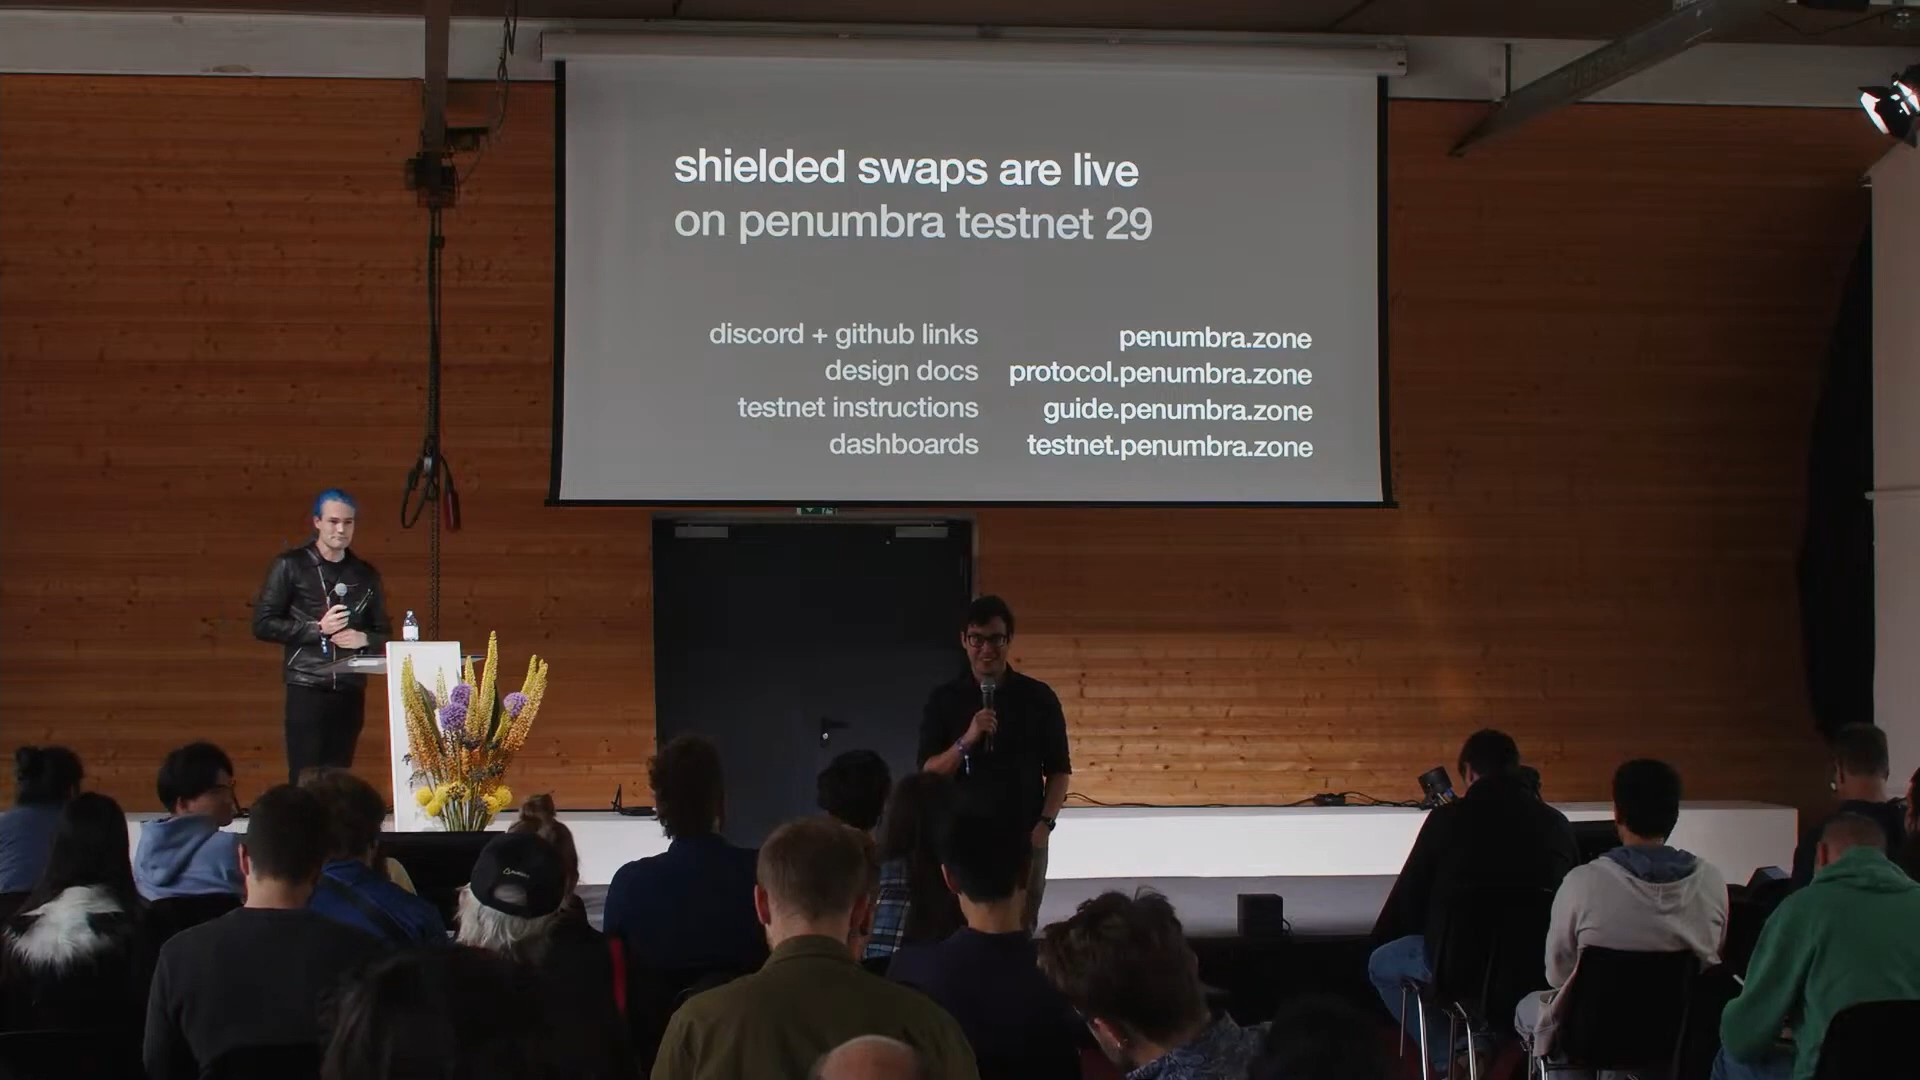 shielded swaps are live
on penumbra testnet 29
discord + github links penumbra.zone
design docs protocol.penumbra.zone
testnet instructions guide.penumbra.zone
dashboards testnet.penumbra.zone